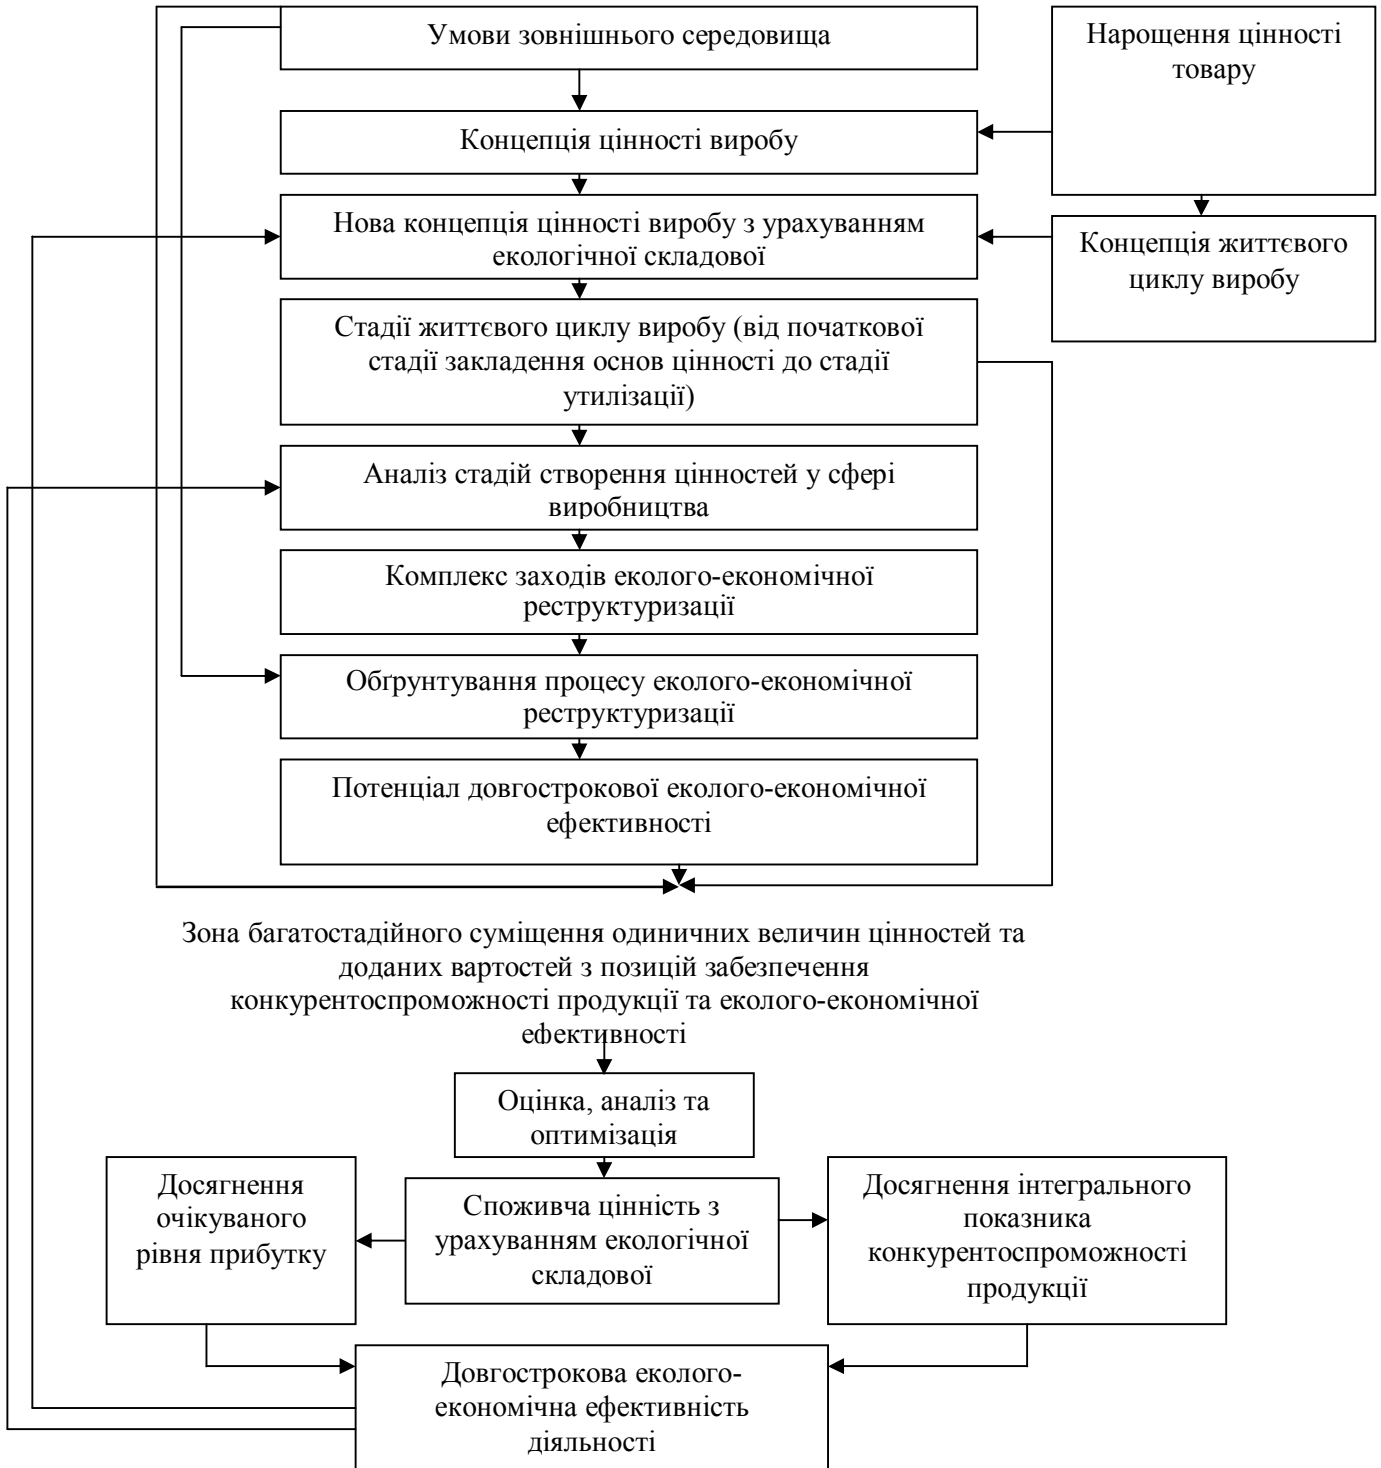 Умови зовнішнього середовища
Нарощення цінності
товару
Концепція цінності виробу
Нова концепція цінності виробу з урахуванням
екологічної складової
Концепція життєвого
циклу виробу
Стадії життєвого циклу виробу (від початкової
стадії закладення основ цінності до стадії
утилізації)
Аналіз стадій створення цінностей у сфері
виробництва
Комплекс заходів еколого-економічної
реструктуризації
Обґрунтування процесу еколого-економічної
реструктуризації
Потенціал довгострокової еколого-економічної
ефективності
Зона багатостадійного суміщення одиничних величин цінностей та
доданих вартостей з позицій забезпечення
конкурентоспроможності продукції та еколого-економічної
ефективності
Оцінка, аналіз та
оптимізація
Досягнення
очікуваного
рівня прибутку
Споживча цінність з
урахуванням екологічної
складової
Досягнення інтегрального
показника
конкурентоспроможності
продукції
Довгострокова еколого-
економічна ефективність
діяльності